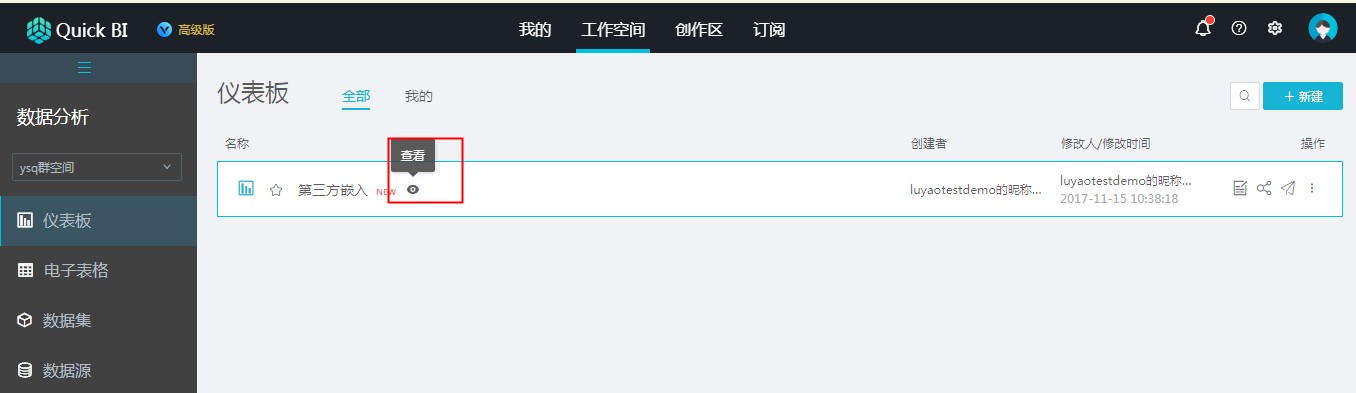 Quick BI 高级版 我的 工作空间 创作区 订阅
数据分析
ysq群空间
仪表板
电子表格
数据集
数据源
仪表板 全部 我的
+ 新建
名称 创建者 修改人/修改时间 操作
查看
第三方嵌入 NEW luyaotestdemo的昵称... luyaotestdemo的昵称...
2017-11-15 10:38:18